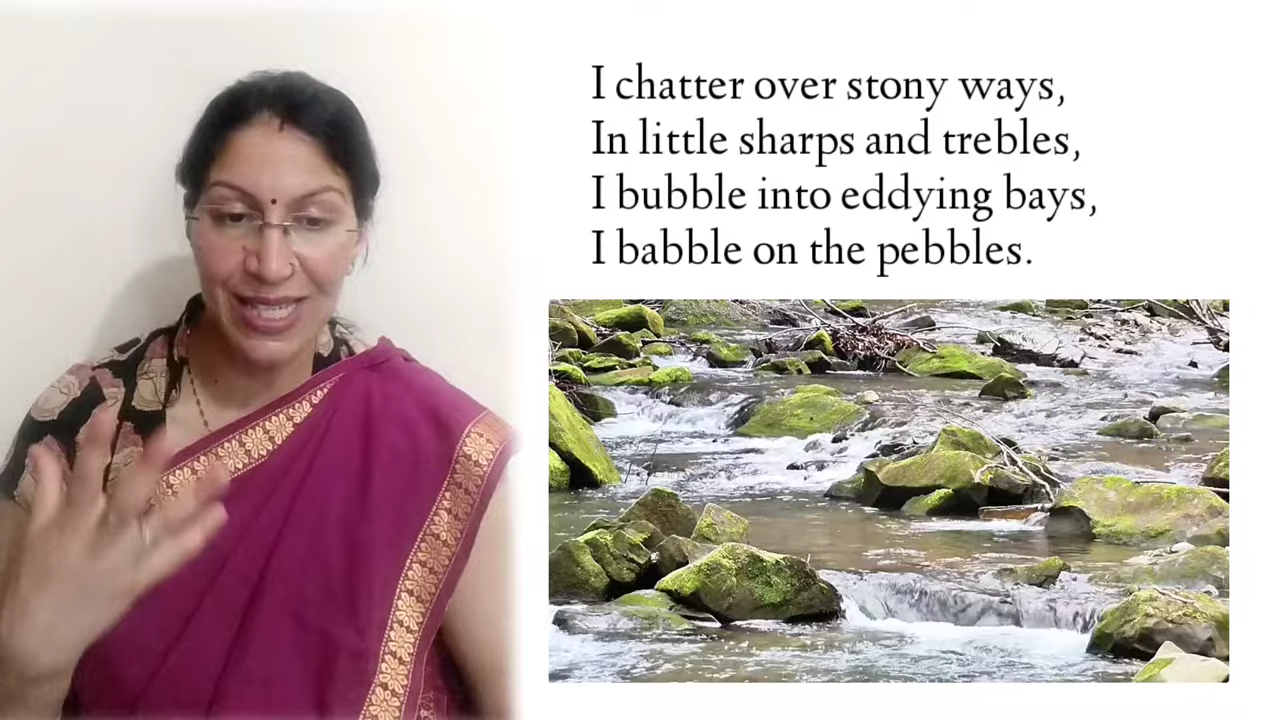 I chatter over stony ways,
In little sharps and trebles,
I bubble into eddying bays,
I babble on the pebbles.